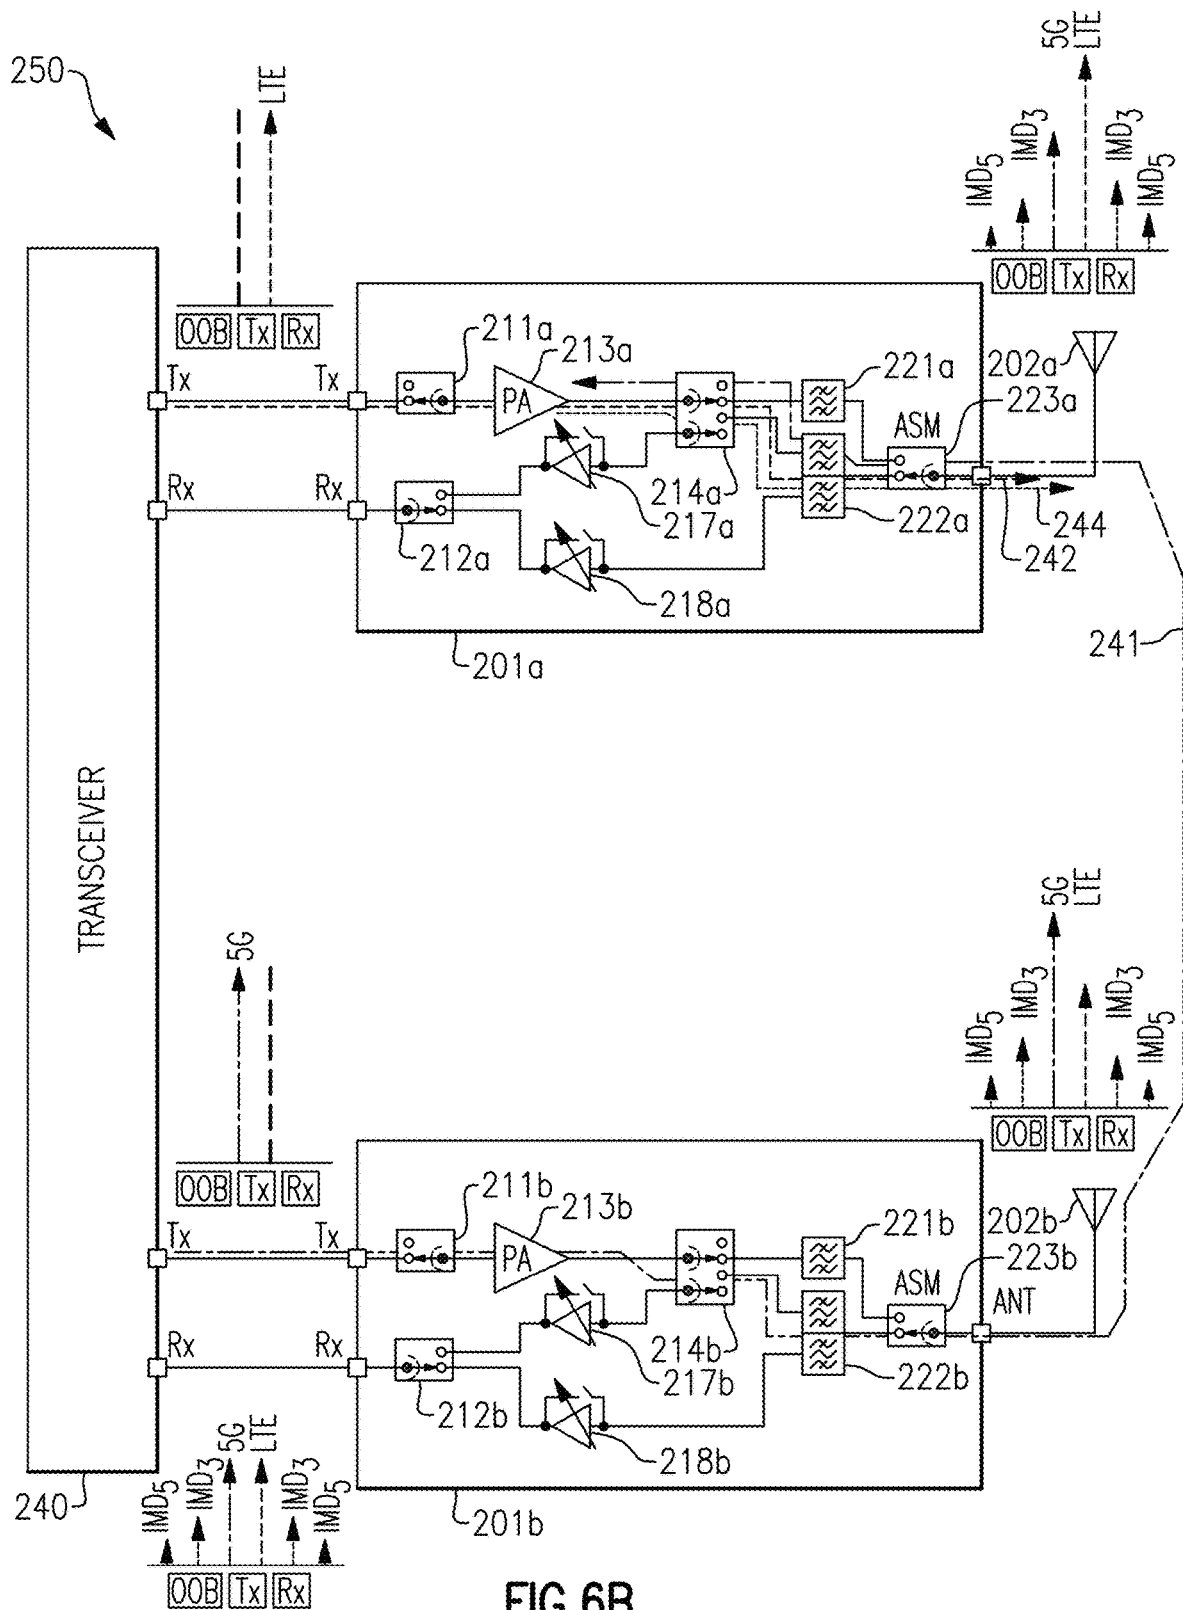 250
LTE
OOB Tx Rx
5G
LTE
IMD3
IMD3
IMD5
IMD5
OOB Tx Rx
Tx
Tx
211a
213a
PA
221a
202a
223a
ASM
Rx
Rx
214a
217a
212a
222a
244
242
218a
241
201a
TRANSCEIVER
5G
OOB Tx Rx
5G
LTE
IMD3
IMD3
IMD5
IMD5
OOB Tx Rx
Tx
Tx
211b
213b
PA
221b
202b
223b
ASM
ANT
Rx
Rx
214b
217b
212b
222b
218b
240
201b
5G
LTE
IMD3
IMD3
IMD5
IMD5
OOB Tx Rx
FIG.6B